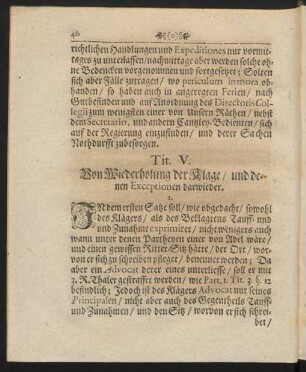 46
richtlichen Handlungen und Expeditiones nur vormit-
tages zu unterlassen/nachmittage aber werden solche oh-
ne Bedencken vorgenommen und fortgesetzet; Solten
sich aber Fälle zutragen/ wo periculum in mora ob-
handen/ so haben auch in angeregten Ferien/ nach
Gutbefinden und auf Anordnung des Directoris Col-
legii zum wenigsten einer von Unsern Räthen/ nebst
dem Secretario, und andern Cantzley-Bedienten/ sich
auf der Regierung einzufinden/ und derer Sachen
Nothdurfft zubesorgen.
Tit. V.
Von Wiederholung der Klage/ und de-
nen Exceptionen darwieder.
1.
IN dem ersten Satze soll/ wie obgedacht/ sowohl
des Klägers/ als des Beklagtens Tauff- und
und Zunahme exprimiret/ nicht wenigers auch
wann unter denen Partheyen einer von Adel wäre/
und einen gewissen Ritter-Sitz hätte/ der Ort/ wor-
von er sich zu schreiben pfleget/ benennet werden; Da
aber ein Advocat derer eines unterliesse/ soll er mit
2. R. Thaler gestraffet werden/ wie Part. 1. Tit. 3. §. 12
befindlich; Jedoch ist des Klägers Advocat nur seines
Principalen/ nicht aber auch des Gegentheils Tauff-
und Zunahmen/ und den Sitz/ worvon er sich schrei-
bet/